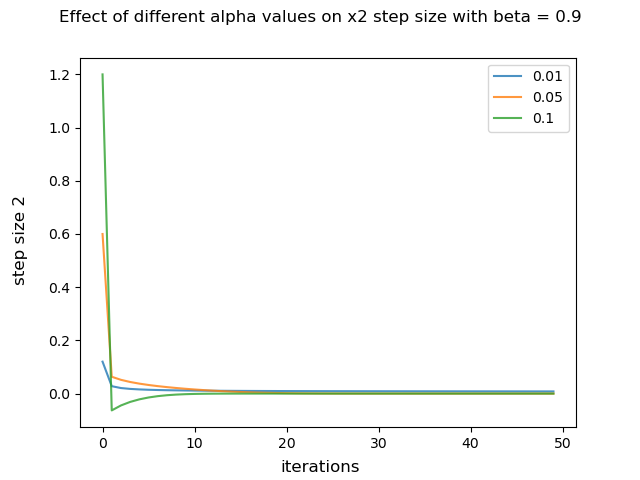 Effect of different alpha values on x2 step size with beta = 0.9
0.01
0.05
0.1
1.2
1.0
0.8
0.6
0.4
0.2
0.0
step size 2
0 10 20 30 40 50
iterations